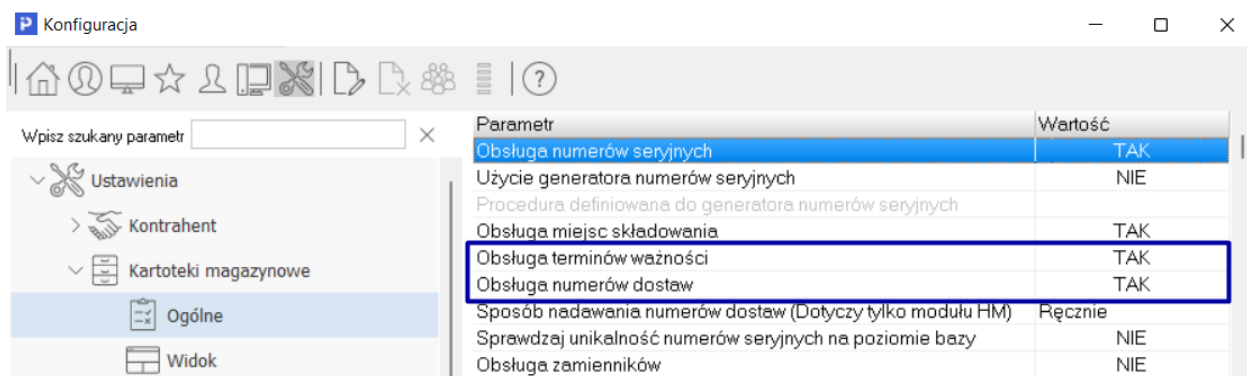 Konfiguracja
Wpisz szukany parametr
Ustawienia
Kontrahent
Kartoteki magazynowe
Ogólne
Widok
Parametr Wartość
Obsługa numerów seryjnych TAK
Użycie generatora numerów seryjnych NIE
Procedura definiowana do generatora numerów seryjnych
Obsługa miejsc składowania TAK
Obsługa terminów ważności TAK
Obsługa numerów dostaw TAK
Sposób nadawania numerów dostaw (Dotyczy tylko modułu HM) Ręcznie
Sprawdzaj unikalność numerów seryjnych na poziomie bazy NIE
Obsługa zamienników NIE